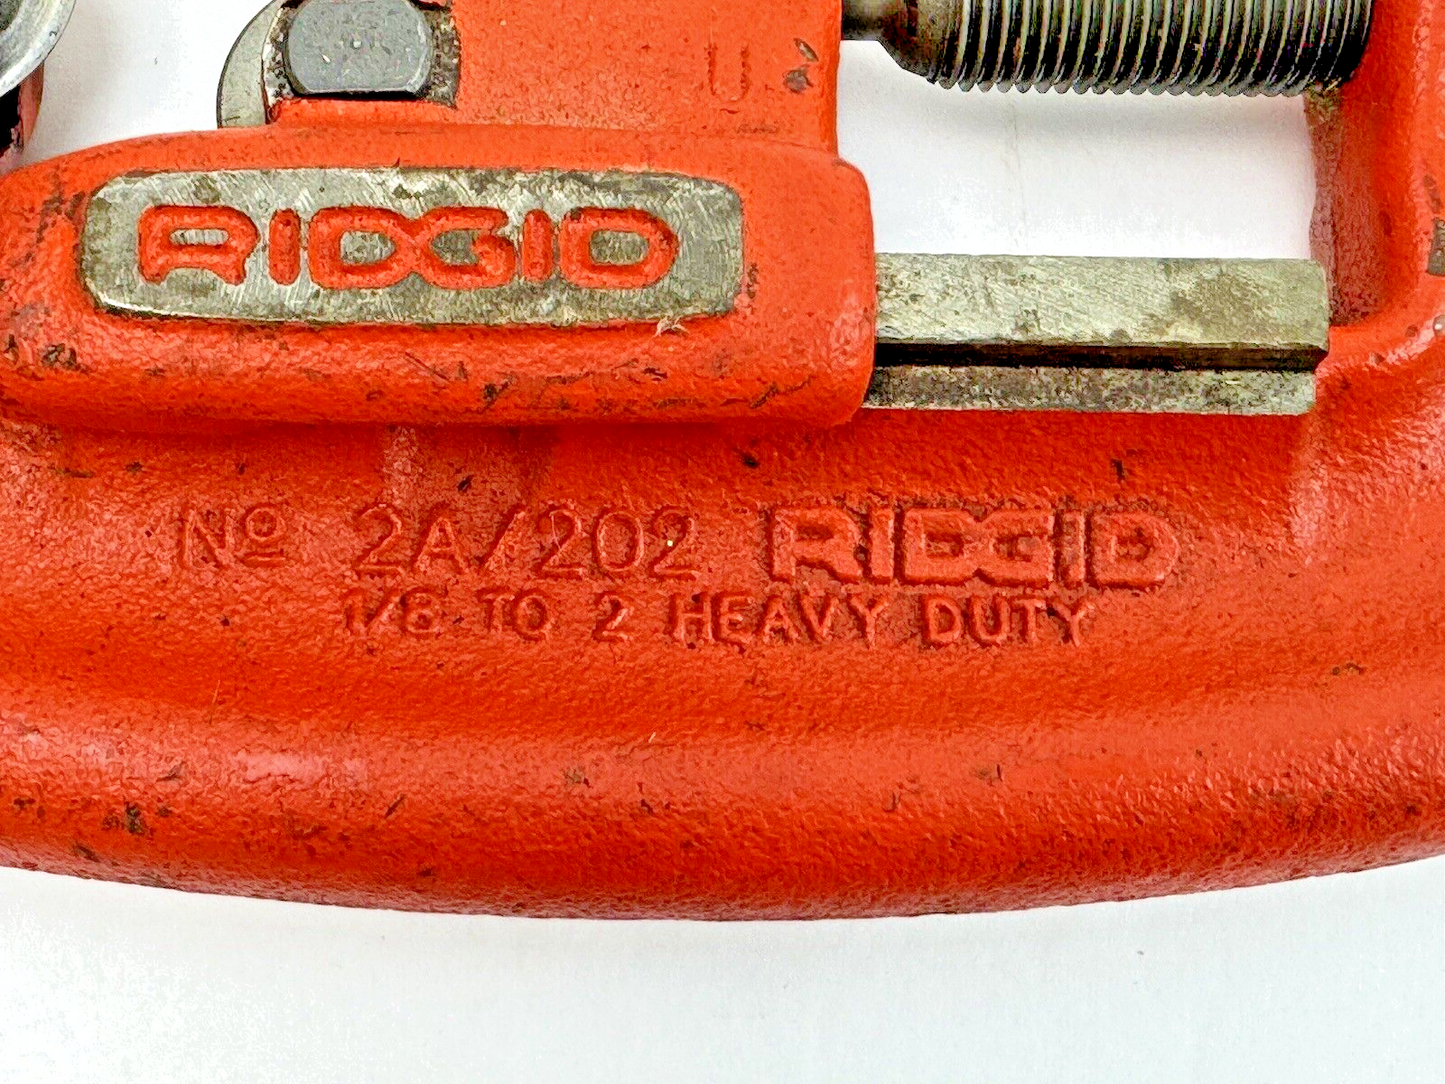 U.
RIDGID
Nº 2A/202 RIDGID
1/8 TO 2 HEAVY DUTY